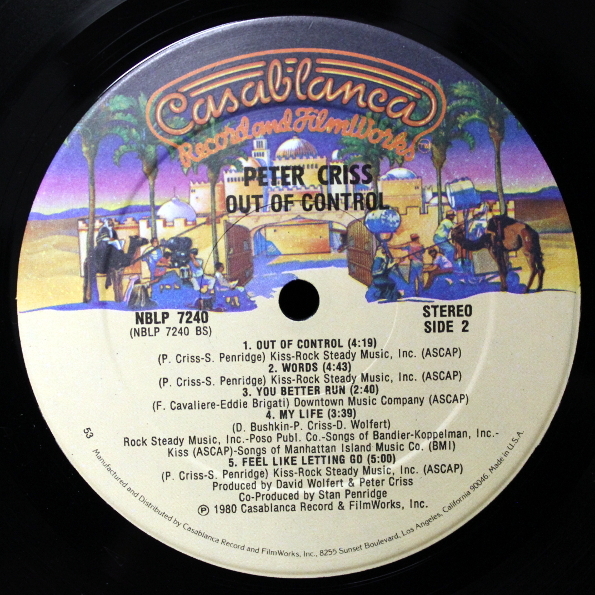 Casablanca
Record and FilmWorks™
PETER CRISS
OUT OF CONTROL
NBLP 7240
(NBLP 7240 BS)
STEREO
SIDE 2
1. OUT OF CONTROL (4:19)
(P. Criss-S. Penridge) Kiss-Rock Steady Music, Inc. (ASCAP)
2. WORDS (4:43)
(P. Criss-S. Penridge) Kiss-Rock Steady Music, Inc. (ASCAP)
3. YOU BETTER RUN (2:40)
(F. Cavaliere-Eddie Brigati) Downtown Music Company (ASCAP)
4. MY LIFE (3:39)
(D. Bushkin-P. Criss-D. Wolfert)
Rock Steady Music, Inc.-Poso Publ. Co.-Songs of Bandier-Koppelman, Inc.-
Kiss (ASCAP)-Songs of Manhattan Island Music Co. (BMI)
5. FEEL LIKE LETTING GO (5:00)
(P. Criss-S. Penridge) Kiss-Rock Steady Music, Inc. (ASCAP)
Produced by David Wolfert & Peter Criss
Co-Produced by Stan Penridge
℗ 1980 Casablanca Record & FilmWorks, Inc.
53
Manufactured and Distributed by Casablanca Record and FilmWorks, Inc., 8255 Sunset Boulevard, Los Angeles, California 90046. Made in U.S.A.